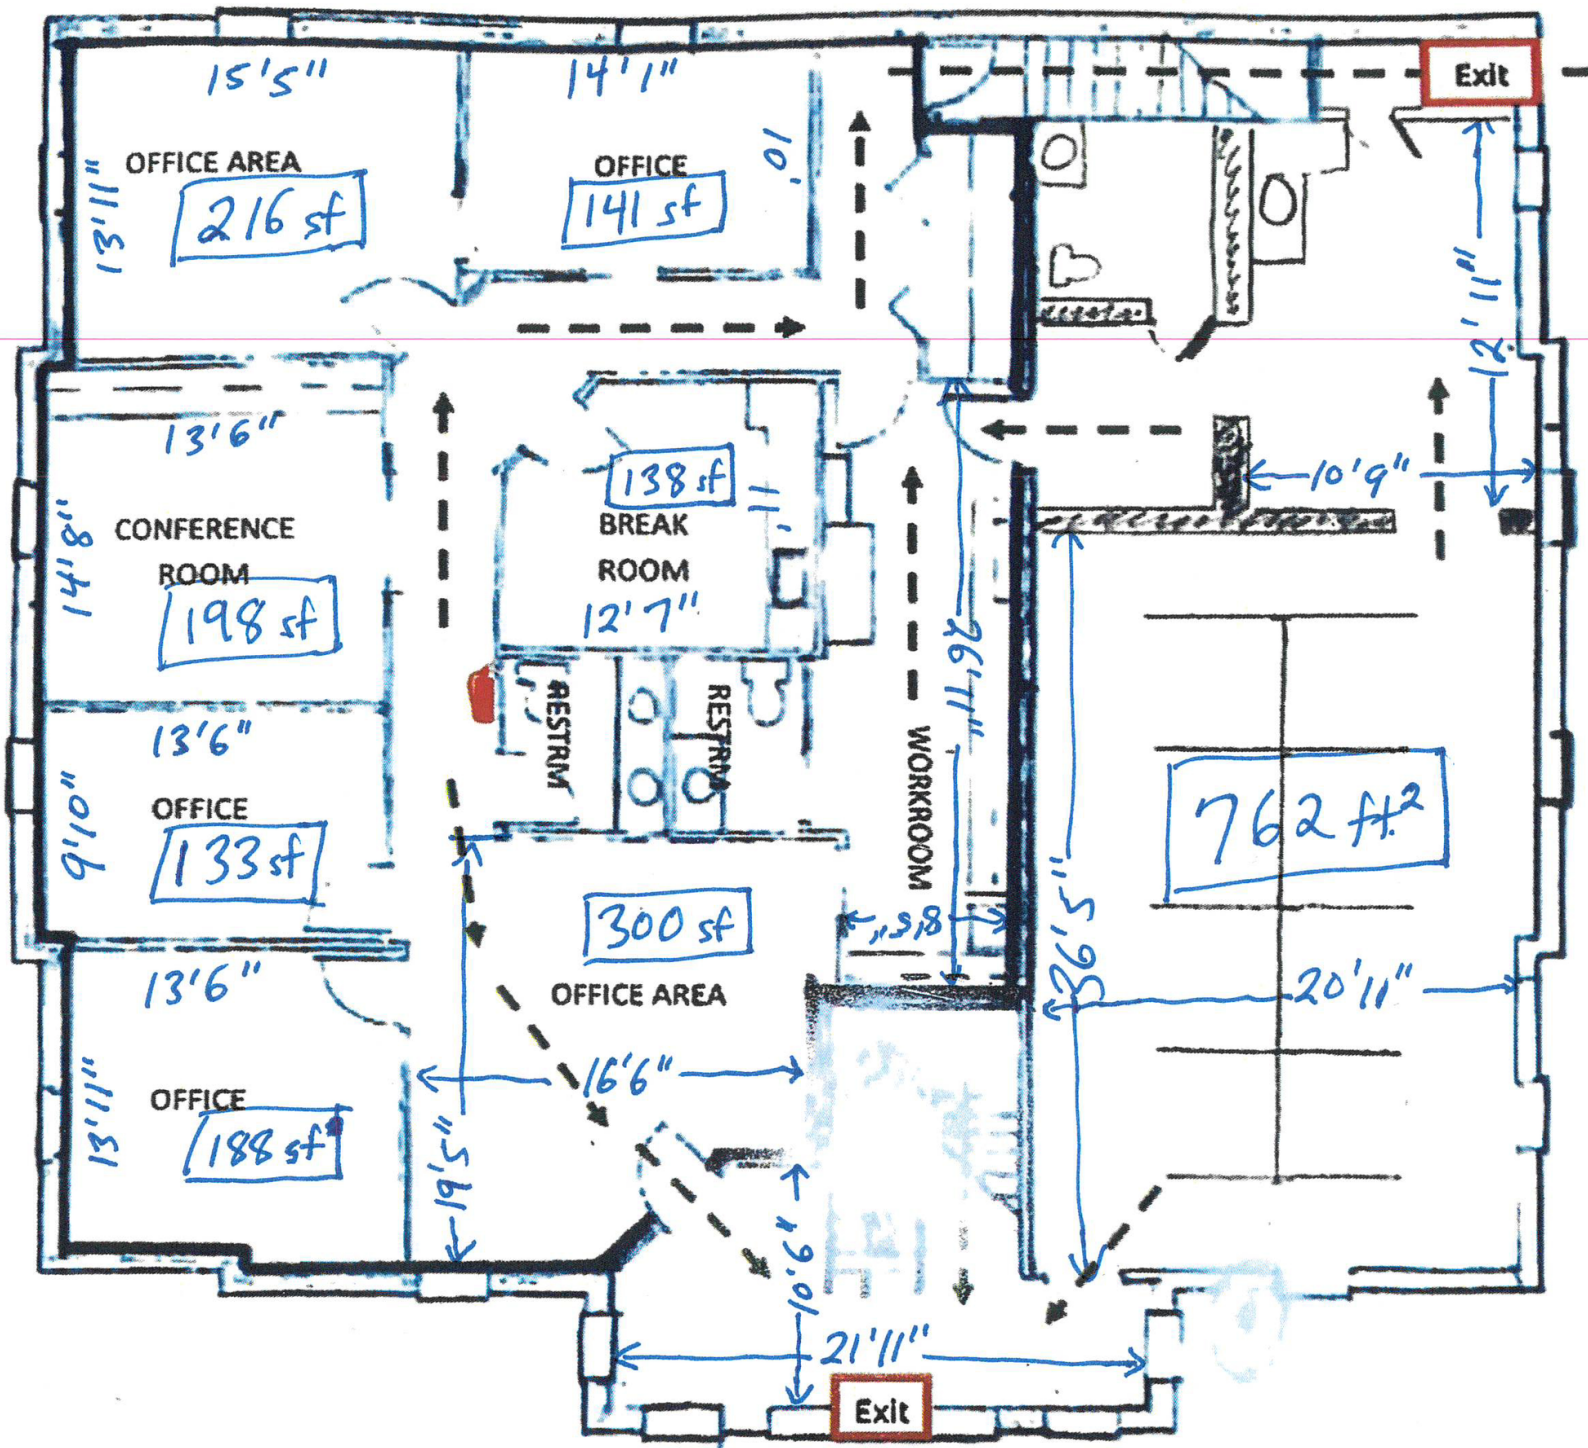 15'5"
14'1"
Exit
OFFICE AREA
13'11"
216 sf
OFFICE
10'
141 sf
12'11"
13'6"
14'8"
CONFERENCE
ROOM
198 sf
138 sf
11'
BREAK
ROOM
12'7"
10'9"
26'11"
RESTRM
RESTRM
WORKROOM
13'6"
9'10"
OFFICE
133 sf
762 ft.²
300 sf
OFFICE AREA
36'5"
20'11"
13'6"
13'11"
OFFICE
188 sf
16'6"
19'5"
10'6"
21'11"
Exit